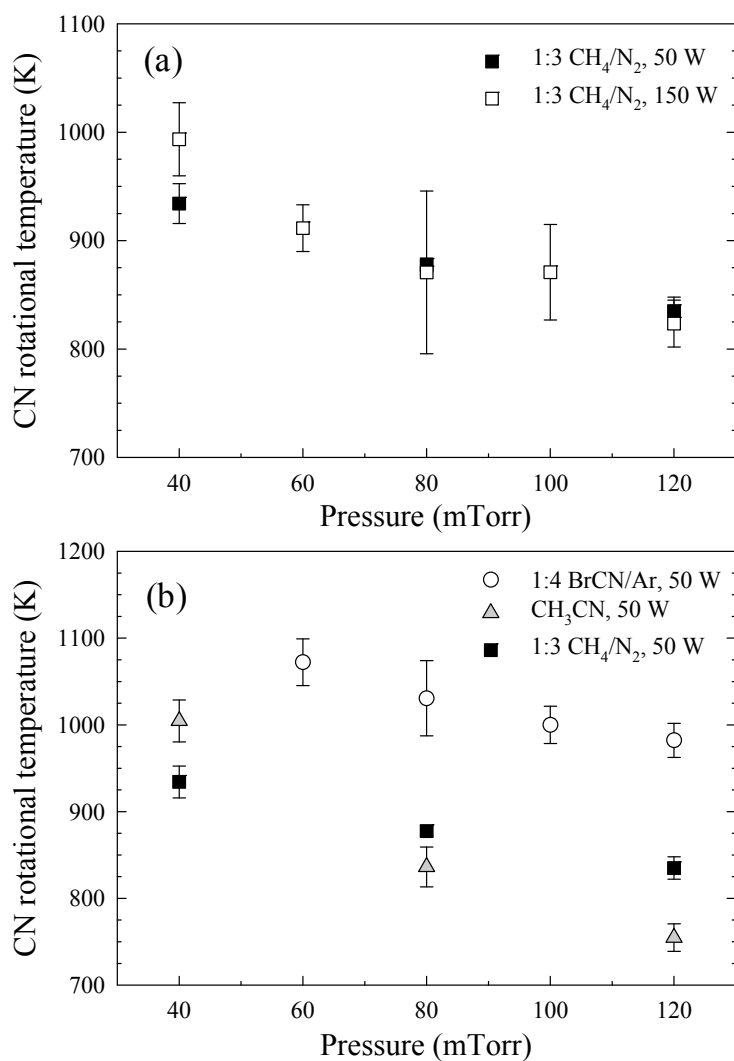 1100
(a)
1:3 CH₄/N₂, 50 W
1:3 CH₄/N₂, 150 W
1000
900
800
700
CN rotational temperature (K)
40 60 80 100 120
Pressure (mTorr)
1200
(b)
1:4 BrCN/Ar, 50 W
CH₃CN, 50 W
1:3 CH₄/N₂, 50 W
1100
1000
900
800
700
CN rotational temperature (K)
40 60 80 100 120
Pressure (mTorr)